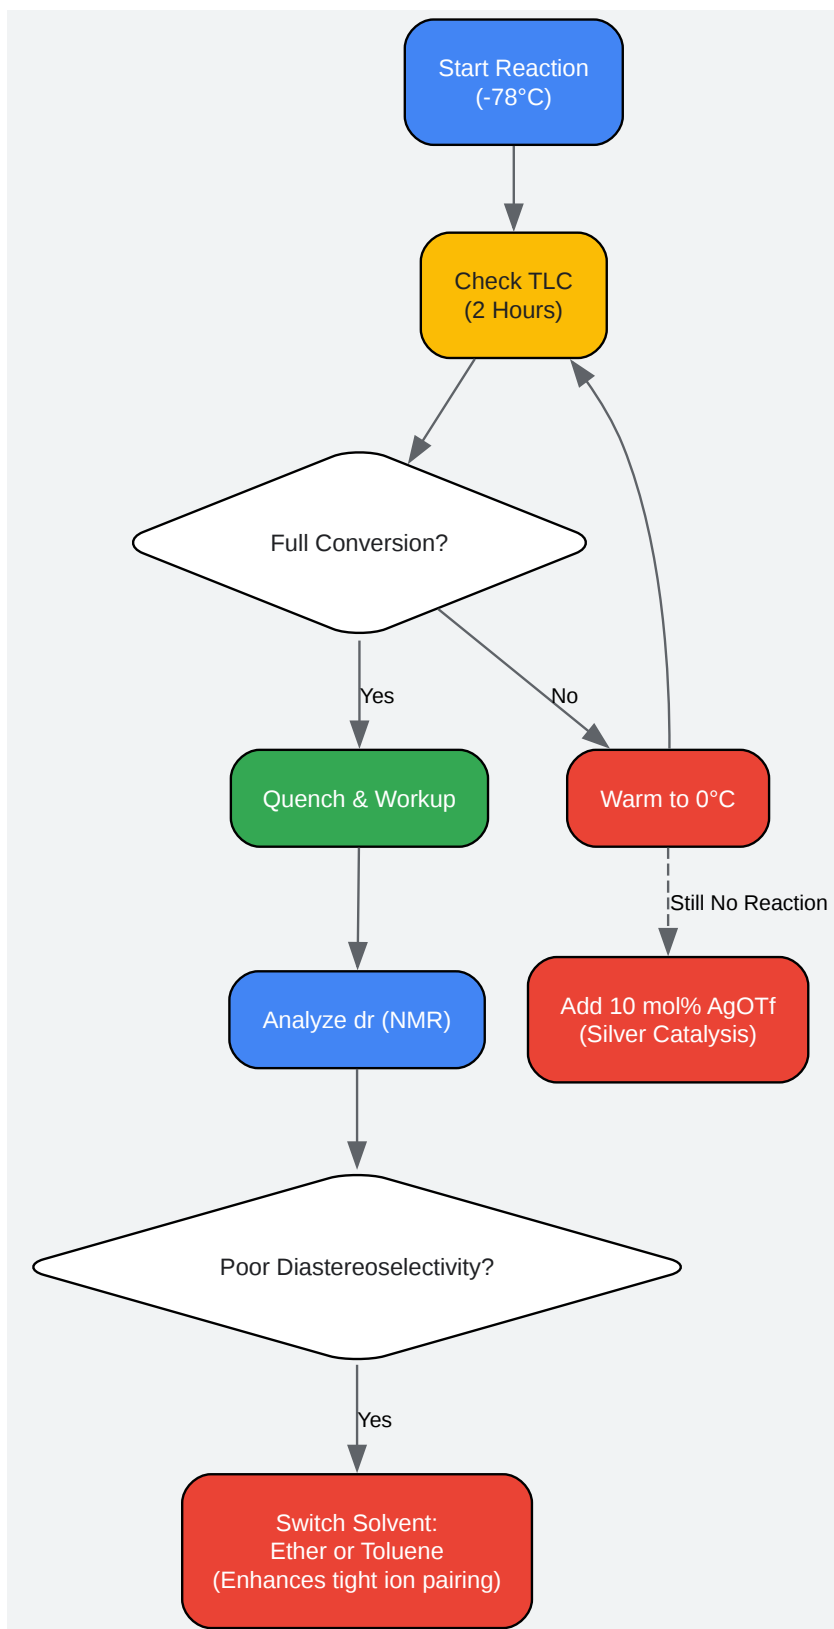 Start Reaction
(-78°C)
Check TLC
(2 Hours)
Full Conversion?
Yes
No
Quench & Workup
Warm to 0°C
Still No Reaction
Analyze dr (NMR)
Add 10 mol% AgOTf
(Silver Catalysis)
Poor Diastereoselectivity?
Yes
Switch Solvent:
Ether or Toluene
(Enhances tight ion pairing)